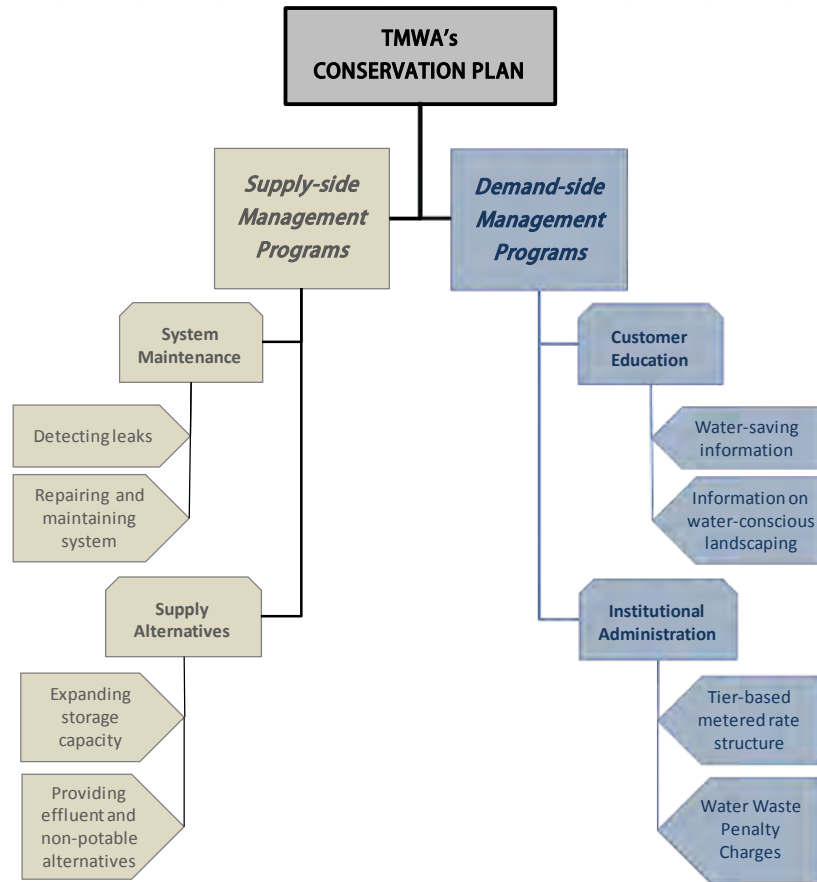 TMWA's
CONSERVATION PLAN
Supply-side
Management
Programs
Demand-side
Management
Programs
System
Maintenance
Detecting leaks
Repairing and
maintaining
system
Supply
Alternatives
Expanding
storage
capacity
Providing
effluent and
non-potable
alternatives
Customer
Education
Water-saving
information
Information on
water-conscious
landscaping
Institutional
Administration
Tier-based
metered rate
structure
Water Waste
Penalty
Charges